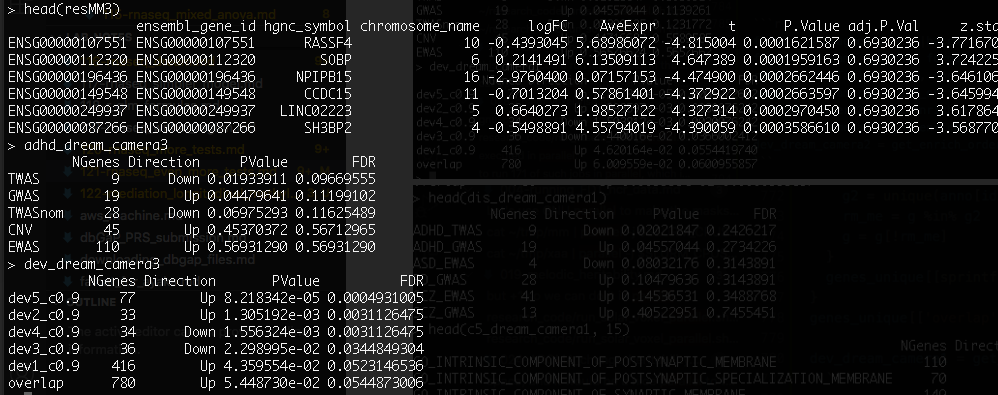 > head(resMM3)
ensembl_gene_id hgnc_symbol chromosome_name logFC AveExpr t P.Value adj.P.Val z.std
ENSG00000107551 ENSG00000107551 RASSF4 10 -0.4393045 5.68986072 -4.815004 0.0001621587 0.6930236 -3.771670
ENSG00000112320 ENSG00000112320 SOBP 6 0.2141491 6.13509113 4.647389 0.0001959163 0.6930236 3.724225
ENSG00000196436 ENSG00000196436 NPIPB15 16 -2.9760400 0.07157153 -4.474900 0.0002662446 0.6930236 -3.646106
ENSG00000149548 ENSG00000149548 CCDC15 11 -0.7013204 0.57861401 -4.372922 0.0002663597 0.6930236 -3.645994
ENSG00000249937 ENSG00000249937 LINC02223 5 0.6640273 1.98527122 4.327314 0.0002970450 0.6930236 3.617864
ENSG00000087266 ENSG00000087266 SH3BP2 4 -0.5498891 4.55794019 -4.390059 0.0003586610 0.6930236 -3.568770
> adhd_dream_camera3
NGenes Direction PValue FDR
TWAS 9 Down 0.01933911 0.09669555
GWAS 19 Up 0.04479641 0.11199102
TWASnom 28 Down 0.06975293 0.11625489
CNV 45 Up 0.45370372 0.56712965
EWAS 110 Up 0.56931290 0.56931290
> dev_dream_camera3
NGenes Direction PValue FDR
dev5_c0.9 77 Up 8.218342e-05 0.0004931005
dev2_c0.9 33 Up 1.305192e-03 0.0031126475
dev4_c0.9 34 Down 1.556324e-03 0.0031126475
dev3_c0.9 36 Down 2.298995e-02 0.0344849304
dev1_c0.9 416 Up 4.359554e-02 0.0523146536
overlap 780 Up 5.448730e-02 0.0544873006
dev1_c0.9 416 Up 4.620164e-02 0.0554419740
overlap 780 Up 6.009559e-02 0.0600955857
> head(dis_dream_camera1)
NGenes Direction PValue FDR
ADHD_TWAS 9 Down 0.02021847 0.2426217
ADHD_GWAS 19 Up 0.04557044 0.2734226
ASD_EWAS 4 Down 0.08032176 0.3143891
GWAS 28 Up 0.10479636 0.3143891
EWAS 41 Up 0.14536531 0.3488768
GWAS 13 Up 0.40522951 0.7455451
head(c5_dream_camera1, 15)
NGenes Direct
INTRINSIC_COMPONENT_OF_POSTSYNAPTIC_MEMBRANE 110
INTRINSIC_COMPONENT_OF_POSTSYNAPTIC_SPECIALIZATION_MEMBRANE 70